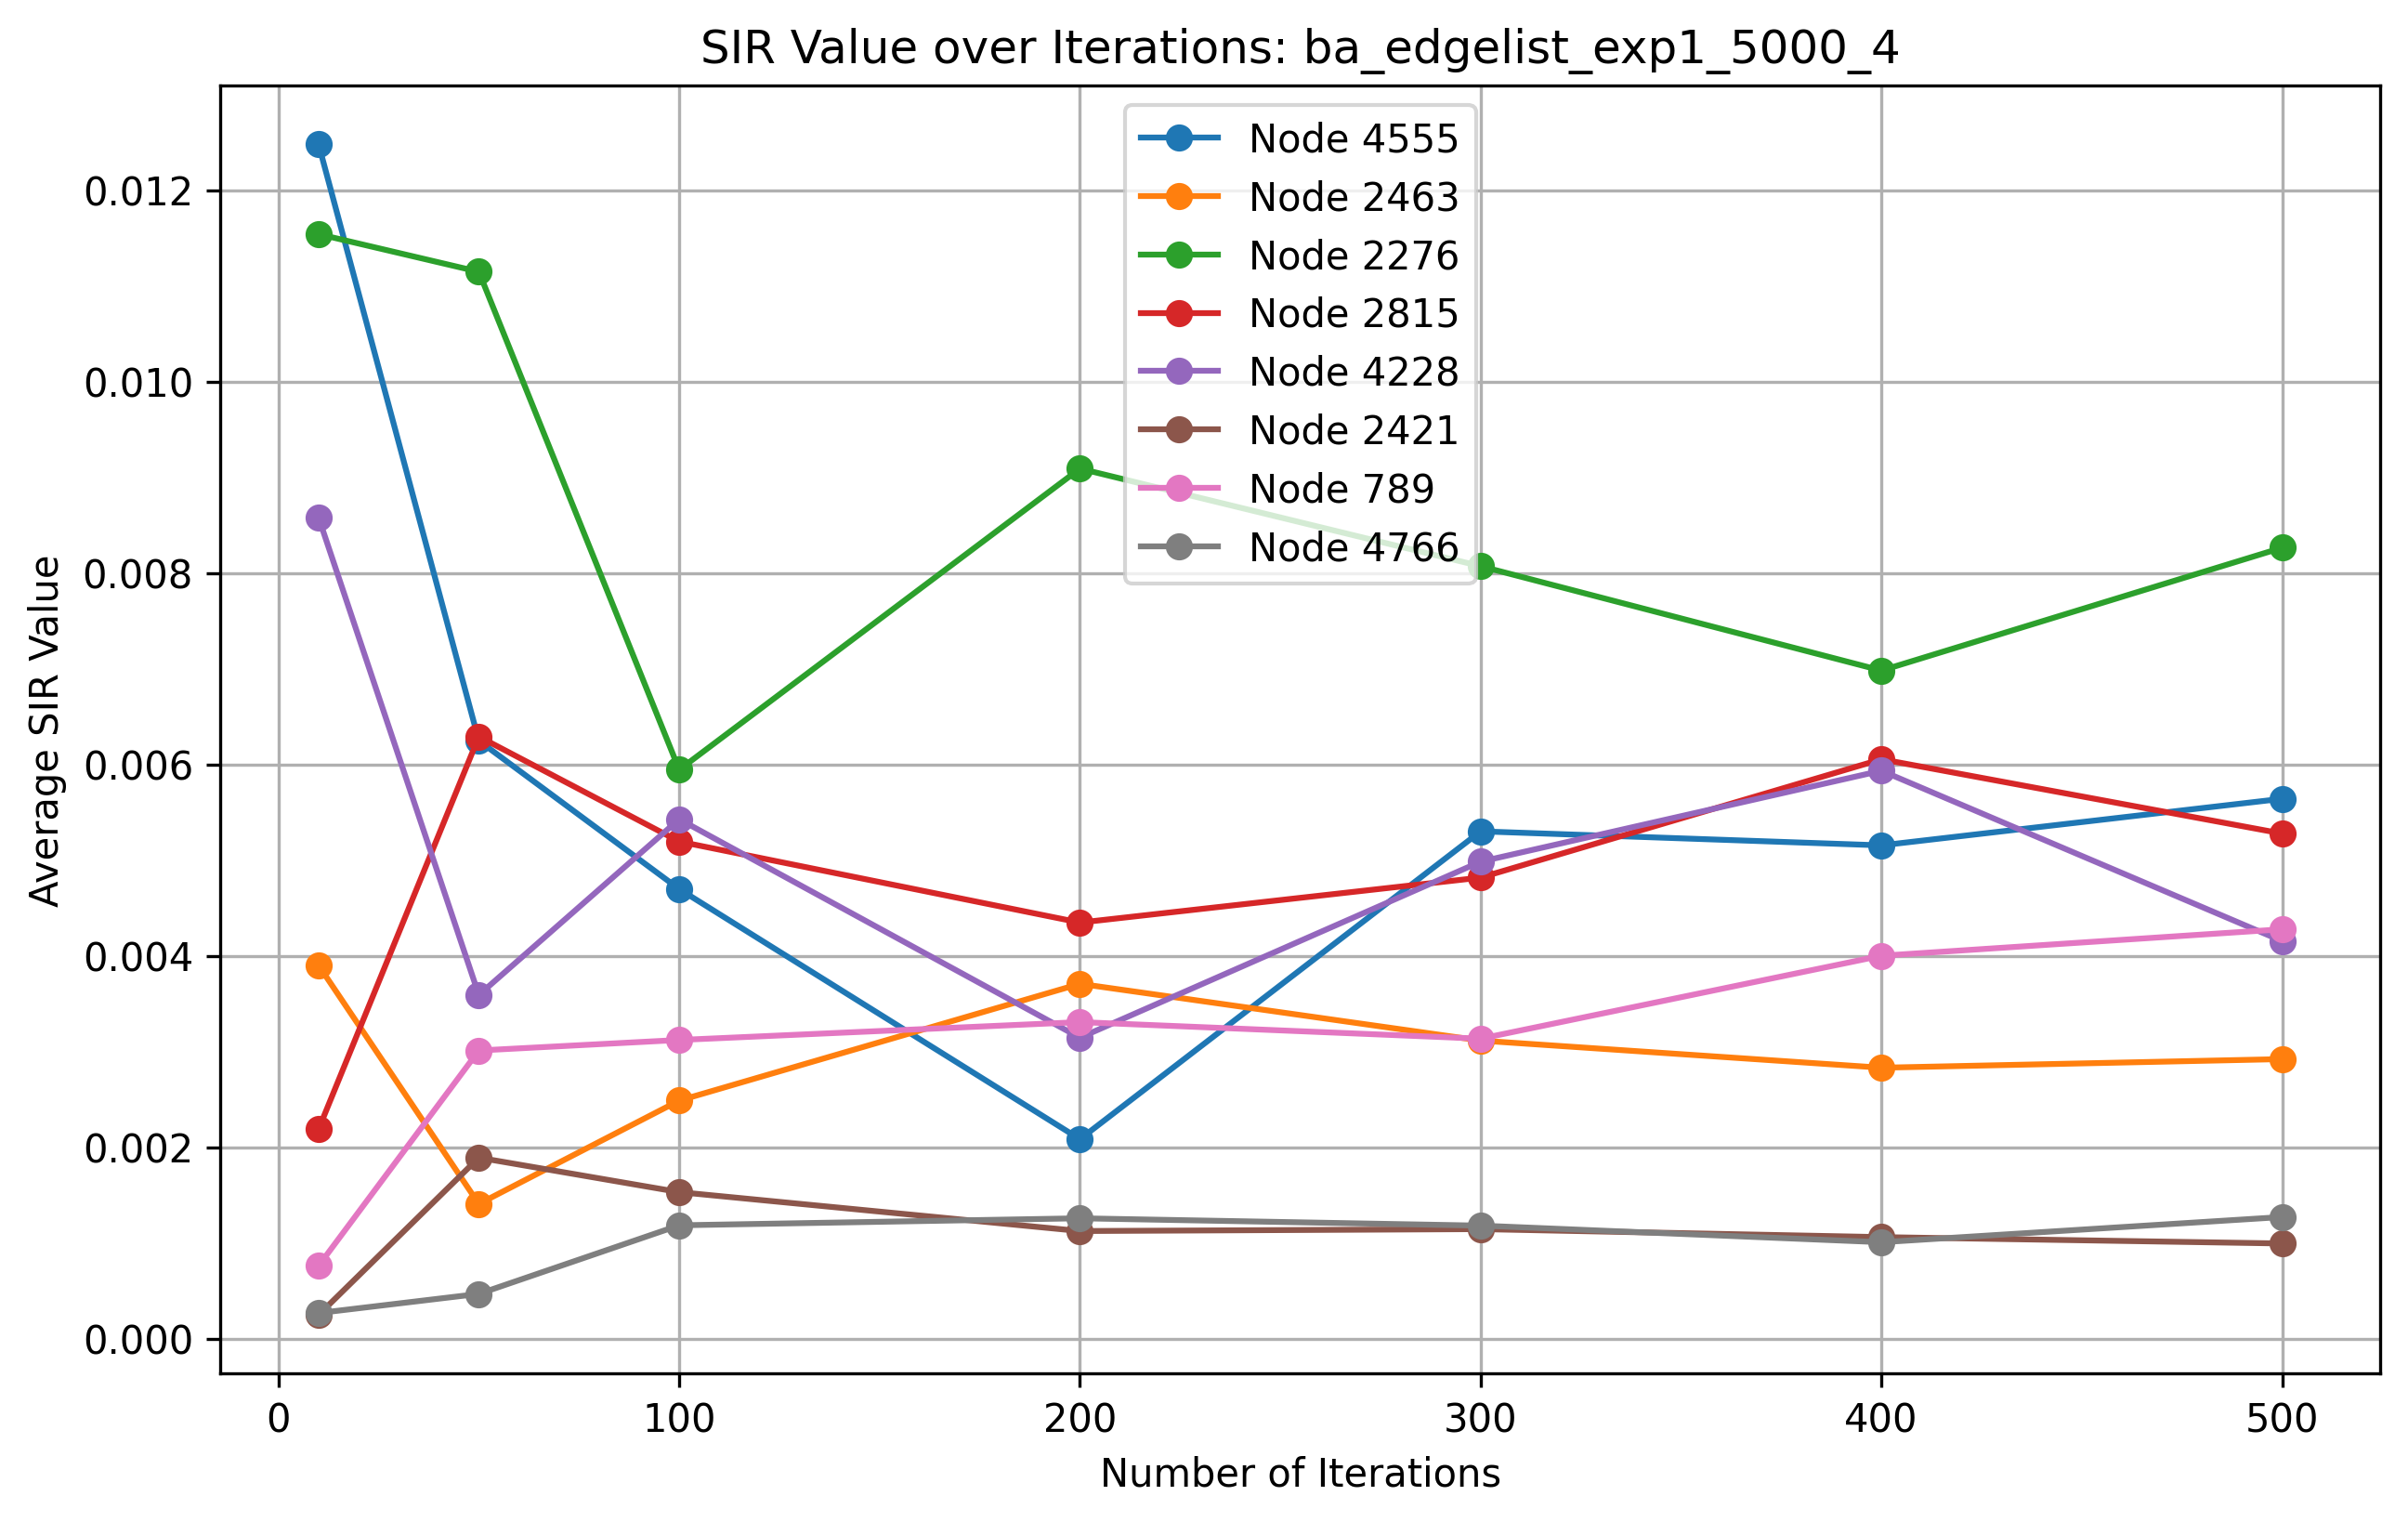 SIR Value over Iterations: ba_edgelist_exp1_5000_4
Node 4555
Node 2463
Node 2276
Node 2815
Node 4228
Node 2421
Node 789
Node 4766
Average SIR Value
0.012
0.010
0.008
0.006
0.004
0.002
0.000
0 100 200 300 400 500
Number of Iterations